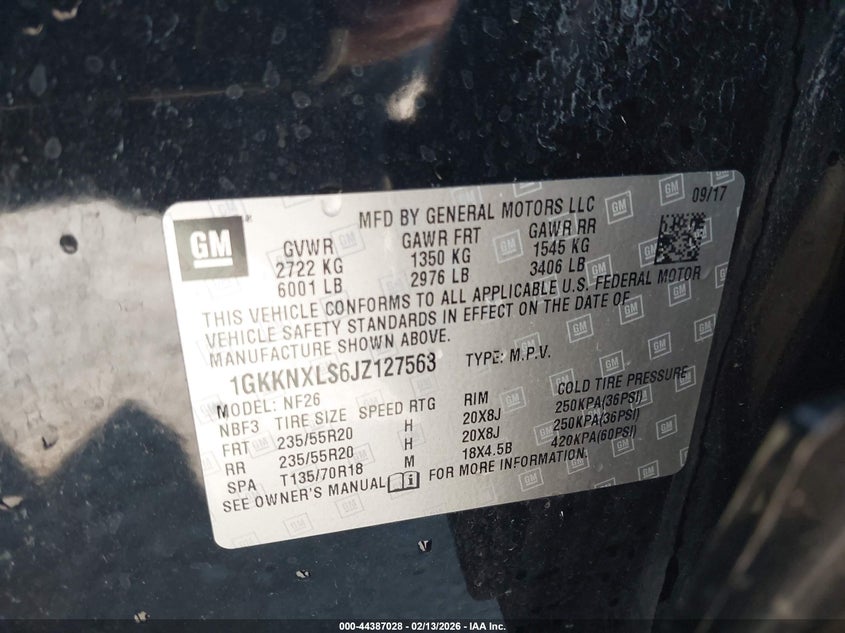 GM
MFD BY GENERAL MOTORS LLC
09/17
GVWR GAWR FRT GAWR RR
2722 KG 1350 KG 1545 KG
6001 LB 2976 LB 3406 LB
THIS VEHICLE CONFORMS TO ALL APPLICABLE U.S. FEDERAL MOTOR
VEHICLE SAFETY STANDARDS IN EFFECT ON THE DATE OF
MANUFACTURE SHOWN ABOVE.
1GKKNXLS6JZ127563 TYPE: M.P.V.
MODEL: NF26
NBF3 TIRE SIZE SPEED RTG RIM COLD TIRE PRESSURE
FRT 235/55R20 H 20X8J 250KPA(36PSI)
RR 235/55R20 H 20X8J 250KPA(36PSI)
SPA T135/70R18 M 18X4.5B 420KPA(60PSI)
SEE OWNER'S MANUAL FOR MORE INFORMATION.
000-44387028 - 02/13/2026 - IAA Inc.